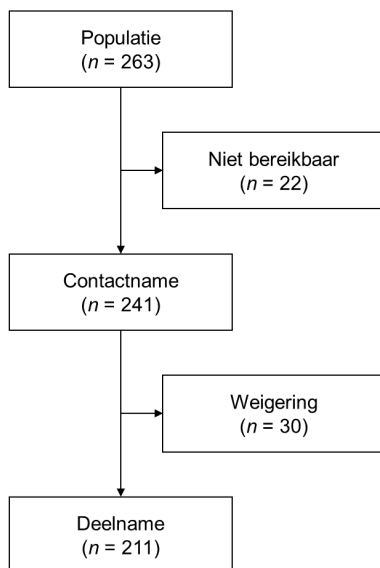 Populatie
(n = 263)
Niet bereikbaar
(n = 22)
Contactname
(n = 241)
Weigering
(n = 30)
Deelname
(n = 211)